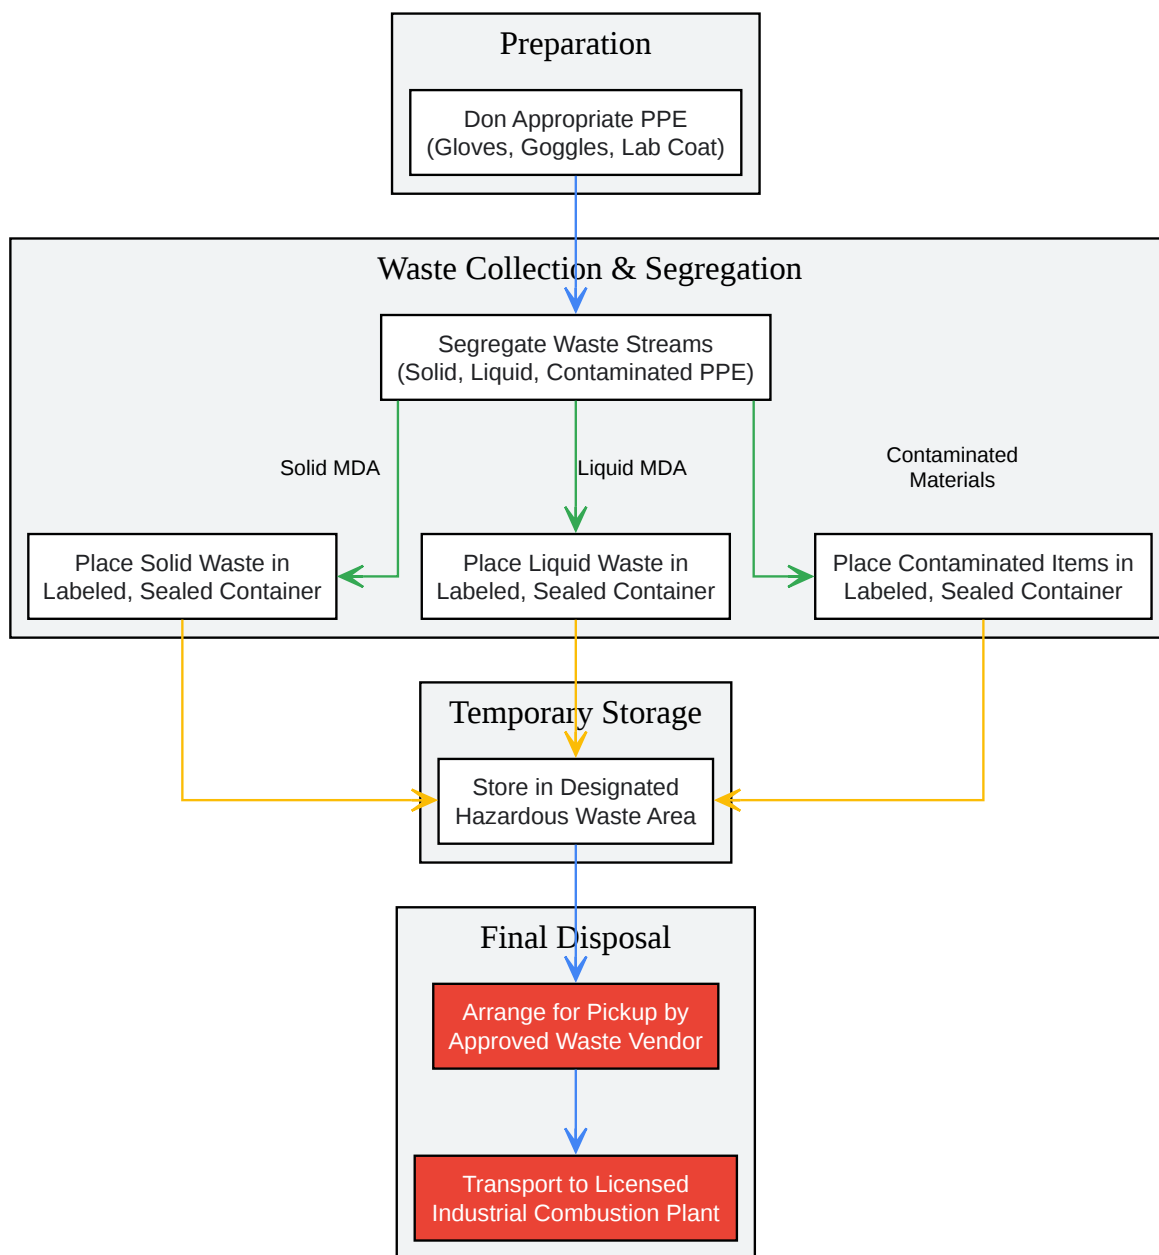 Preparation
Don Appropriate PPE
(Gloves, Goggles, Lab Coat)
Waste Collection & Segregation
Segregate Waste Streams
(Solid, Liquid, Contaminated PPE)
Solid MDA
Liquid MDA
Contaminated
Materials
Place Solid Waste in
Labeled, Sealed Container
Place Liquid Waste in
Labeled, Sealed Container
Place Contaminated Items in
Labeled, Sealed Container
Temporary Storage
Store in Designated
Hazardous Waste Area
Final Disposal
Arrange for Pickup by
Approved Waste Vendor
Transport to Licensed
Industrial Combustion Plant